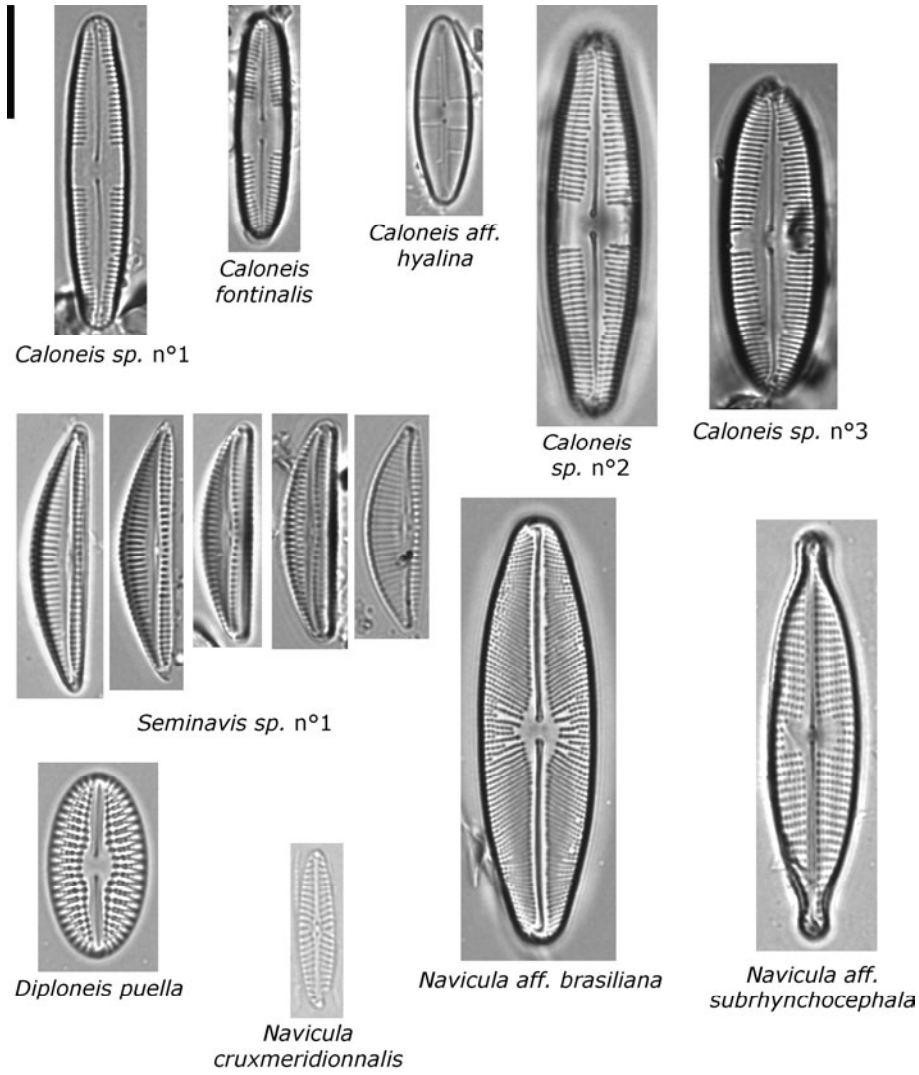 Caloneis sp. n°1
Caloneis
fontinalis
Caloneis aff.
hyalina
Caloneis
sp. n°2
Caloneis sp. n°3
Seminavis sp. n°1
Diploneis puella
Navicula
cruxmeridionnalis
Navicula aff. brasiliana
Navicula aff.
subrhynchocephala